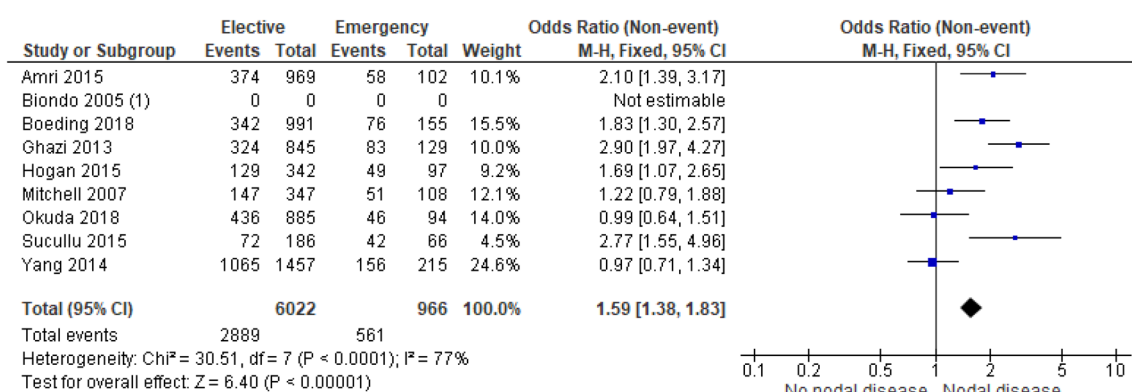 Elective Emergency Odds Ratio (Non-event) Odds Ratio (Non-event)
Study or Subgroup Events Total Events Total Weight M-H, Fixed, 95% CI M-H, Fixed, 95% CI
Amri 2015 374 969 58 102 10.1% 2.10 [1.39, 3.17]
Biondo 2005 (1) 0 0 0 0 Not estimable
Boeding 2018 342 991 76 155 15.5% 1.83 [1.30, 2.57]
Ghazi 2013 324 845 83 129 10.0% 2.90 [1.97, 4.27]
Hogan 2015 129 342 49 97 9.2% 1.69 [1.07, 2.65]
Mitchell 2007 147 347 51 108 12.1% 1.22 [0.79, 1.88]
Okuda 2018 436 885 46 94 14.0% 0.99 [0.64, 1.51]
Sucullu 2015 72 186 42 66 4.5% 2.77 [1.55, 4.96]
Yang 2014 1065 1457 156 215 24.6% 0.97 [0.71, 1.34]
Total (95% CI) 6022 966 100.0% 1.59 [1.38, 1.83]
Total events 2889 561
Heterogeneity: Chi² = 30.51, df = 7 (P < 0.0001); I² = 77%
Test for overall effect: Z = 6.40 (P < 0.00001)
0.1 0.2 0.5 1 2 5 10
No nodal disease Nodal disease